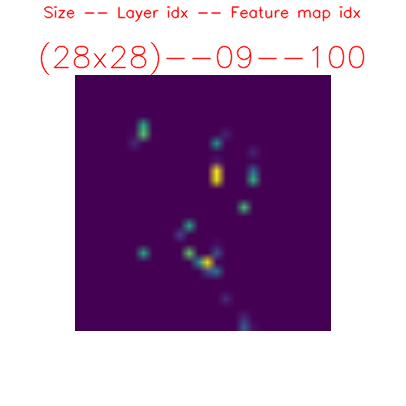 Size -- Layer idx -- Feature map idx
(28x28)--09--100